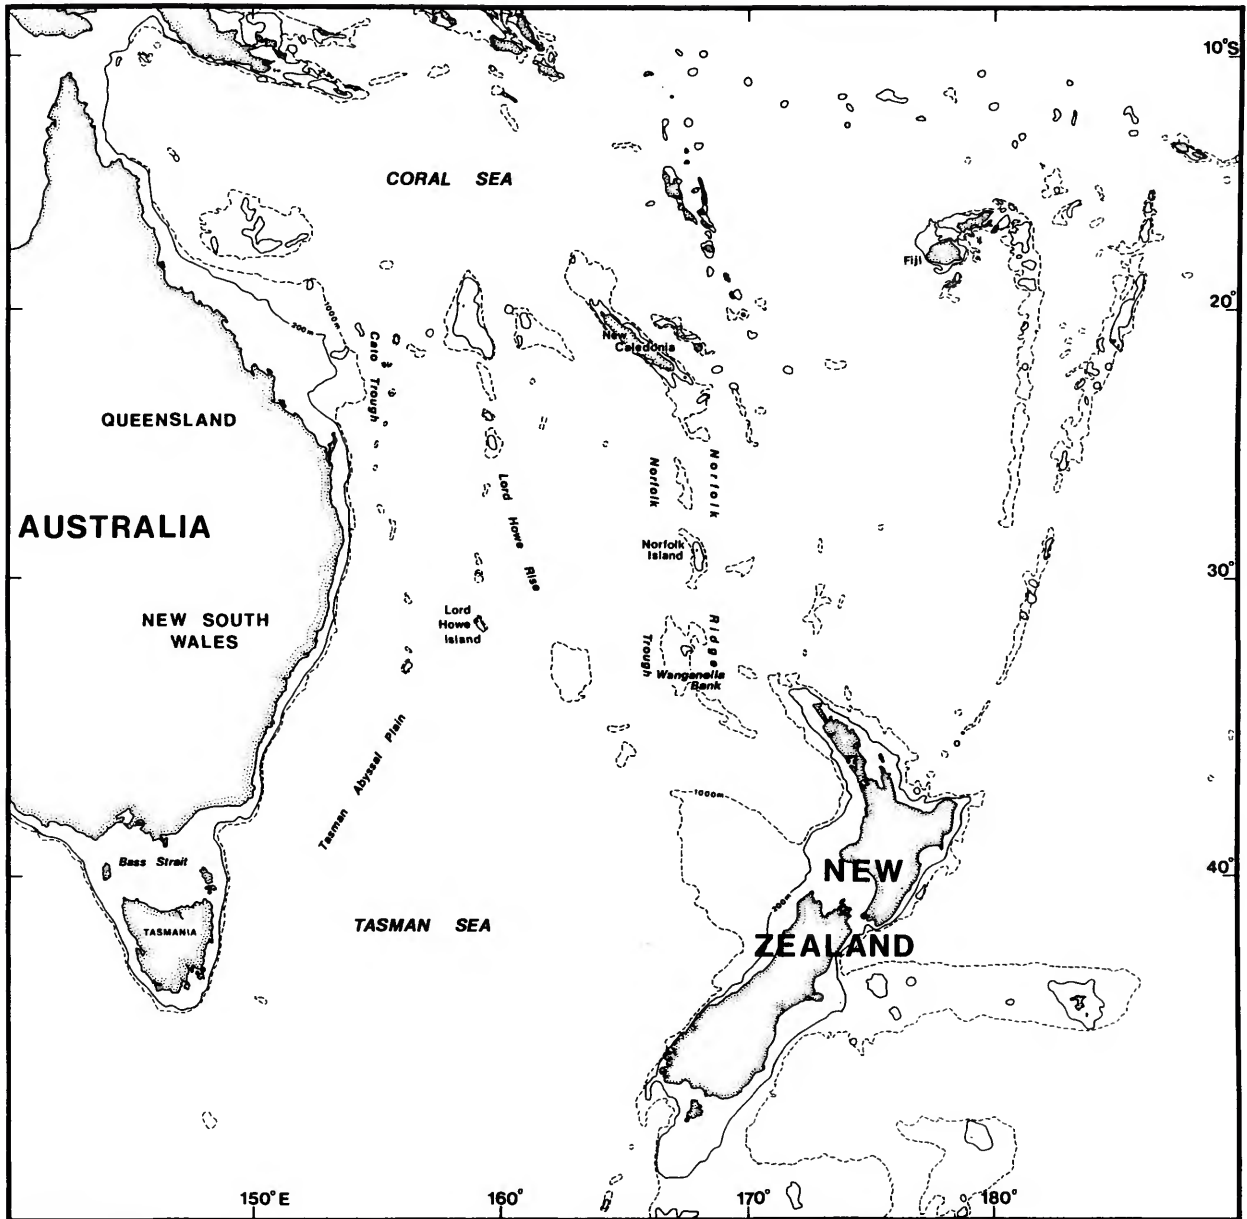 10°S
CORAL SEA
Fiji
20°
1000m
200m
Cato Trough
New
Caledonia
QUEENSLAND
Norfolk
Norfolk
Lord Howe Rise
AUSTRALIA
Norfolk
Island
30°
Lord
Howe
Island
NEW SOUTH
WALES
Ridge
Trough
Wanganella
Bank
Tasman Abyssal Plain
1000m
Bass Strait
NEW
40°
200m
TASMANIA
TASMAN SEA
ZEALAND
150°E
160°
170°
180°